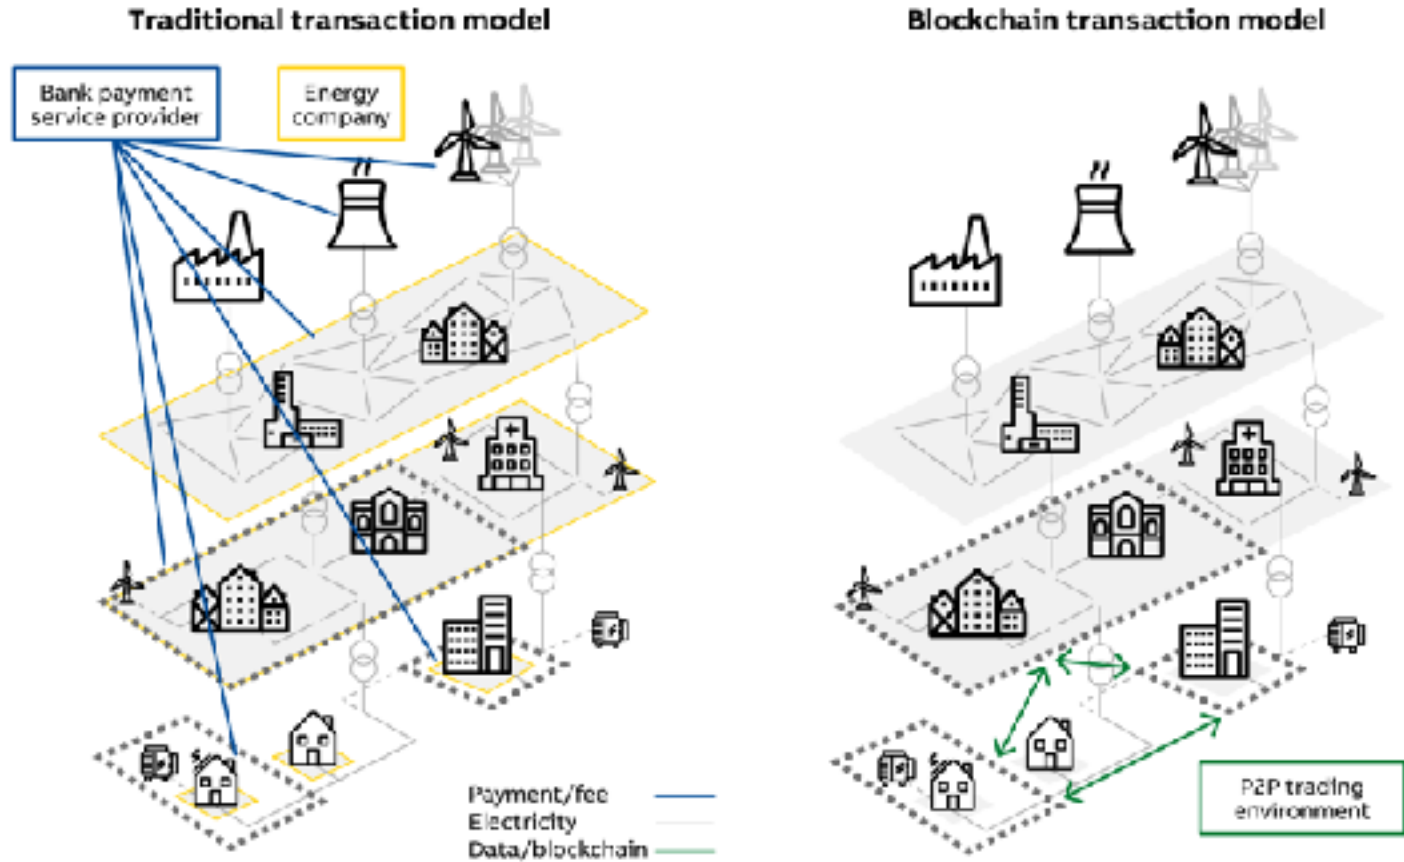 Traditional transaction model
Blockchain transaction model
Bank payment
service provider
Energy
company
Payment/fee
Electricity
Data/blockchain
P2P trading
environment